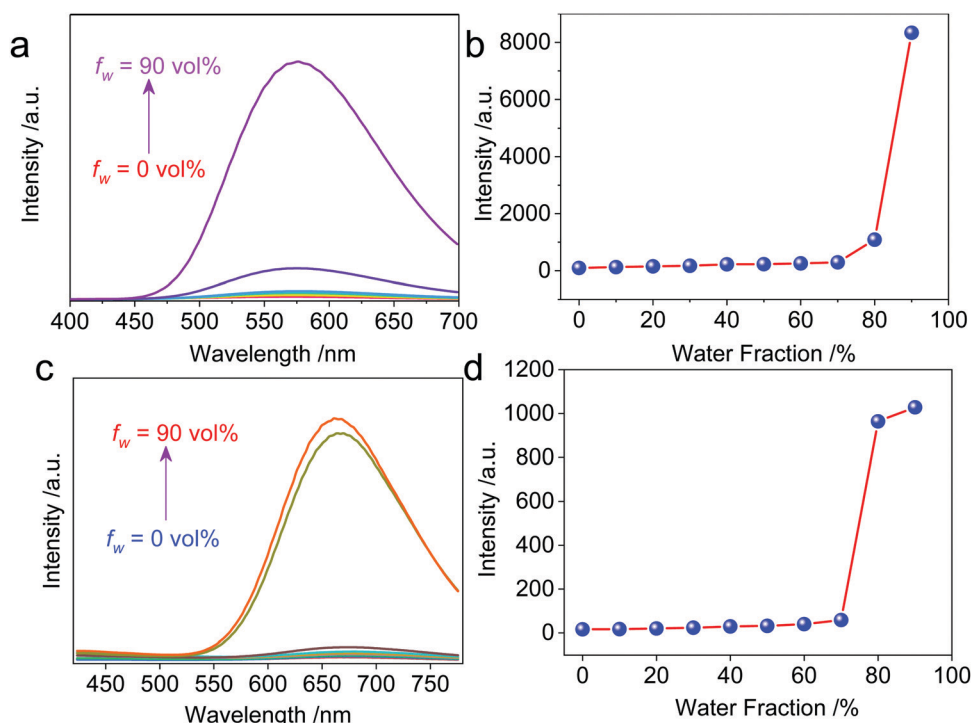 a
f_w = 90 vol%
f_w = 0 vol%
Intensity /a.u.
400 450 500 550 600 650 700
Wavelength /nm
b
8000
6000
4000
2000
0
Intensity /a.u.
0 20 40 60 80 100
Water Fraction /%
c
f_w = 90 vol%
f_w = 0 vol%
Intensity /a.u.
450 500 550 600 650 700 750
Wavelength /nm
d
1200
1000
800
600
400
200
0
Intensity /a.u.
0 20 40 60 80 100
Water Fraction /%